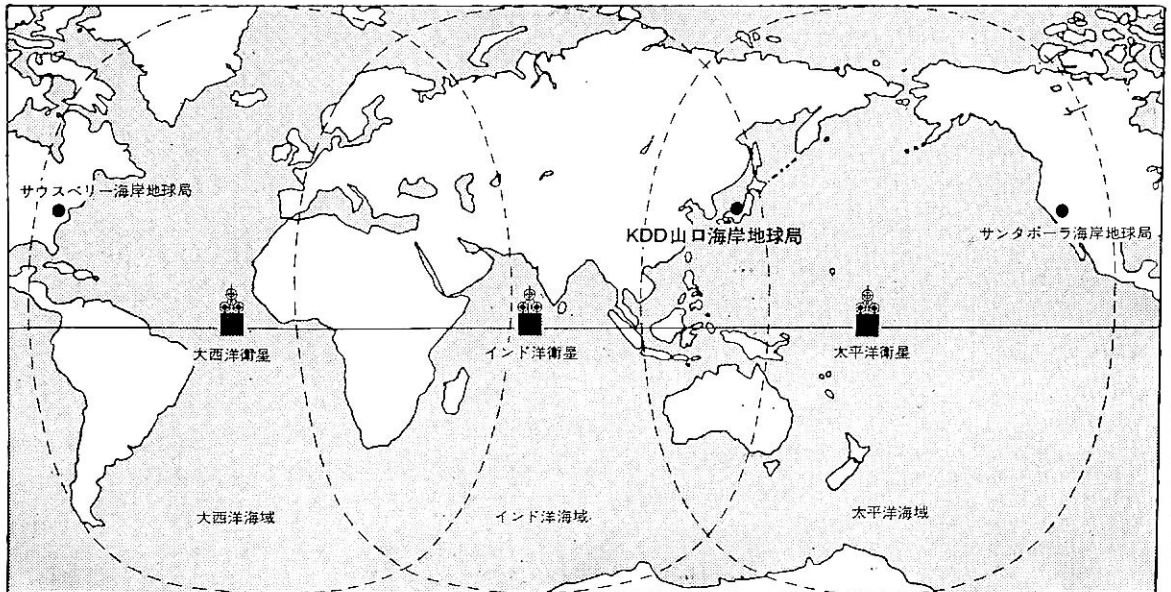 サウスベリー海岸地球局
KDD山口海岸地球局
サンタポーラ海岸地球局
大西洋衛星
インド洋衛星
太平洋衛星
大西洋海域
インド洋海域
太平洋海域